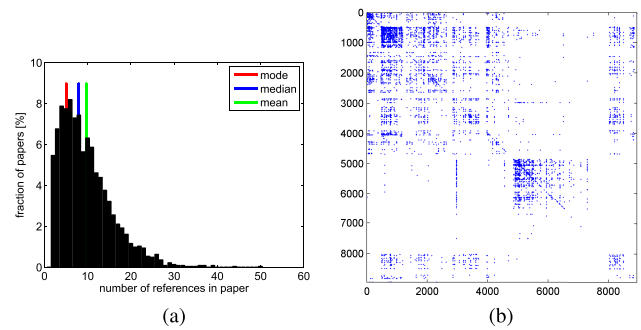 fraction of papers [%]
10
8
6
4
2
0
0 10 20 30 40 50 60
number of references in paper
mode
median
mean
(a)
0
1000
2000
3000
4000
5000
6000
7000
8000
0 2000 4000 6000 8000
(b)